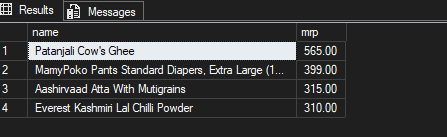 Results Messages
name mrp
1 Patanjali Cow's Ghee 565.00
2 MamyPoko Pants Standard Diapers, Extra Large (1... 399.00
3 Aashirvaad Atta With Mutigrains 315.00
4 Everest Kashmiri Lal Chilli Powder 310.00